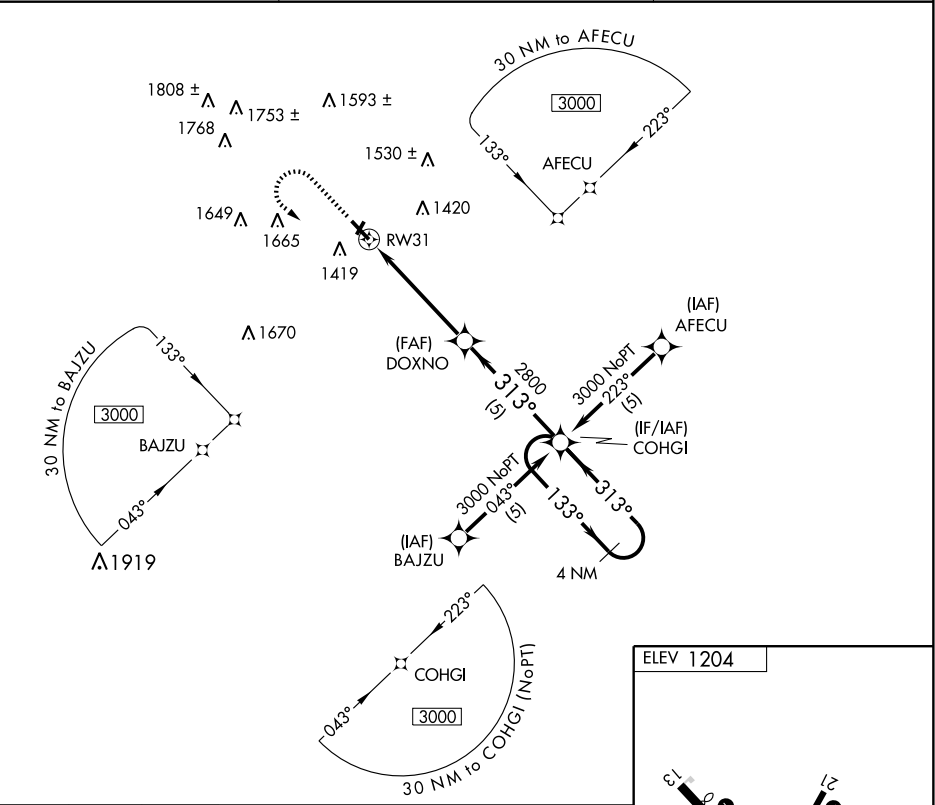 30 NM to AFECU
3000
133°
223°
AFECU
1808 ±
1753 ±
1593 ±
1768
1530 ±
1420
1649
1665
RW31
1419
1670
(IAF)
AFECU
(FAF)
DOXNO
2800
313°
(5)
3000 NoPT
223°
(5)
(IF/IAF)
COHGI
30 NM to BAJZU
133°
3000
BAJZU
043°
1919
3000 NoPT
043°
(5)
133°
313°
(IAF)
BAJZU
4 NM
223°
COHGI
3000
043°
30 NM to COHGI (NoPT)
ELEV 1204
13
21